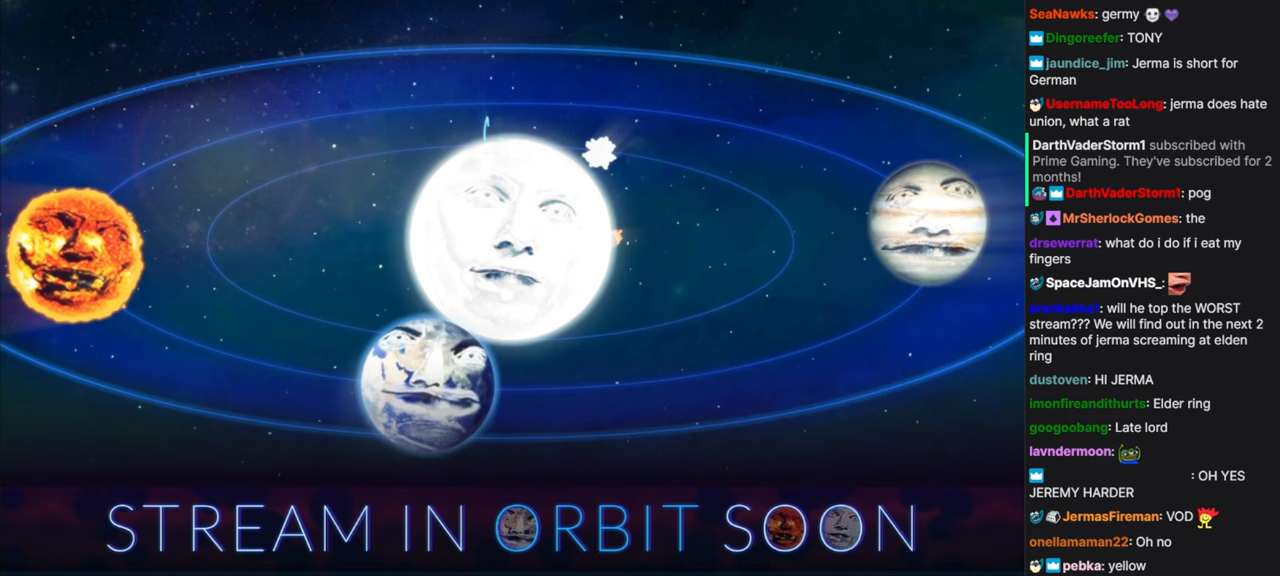 STREAM IN ORBIT SOON
SeaNawks: germy
Dingoreefer: TONY
jaundice_jim: Jerma is short for
German
UsernameTooLong: jerma does hate
union, what a rat
DarthVaderStorm1 subscribed with
Prime Gaming. They've subscribed for 2
months!
DarthVaderStorm1: pog
MrSherlockGomes: the
drsewerrat: what do i do if i eat my
fingers
SpaceJamOnVHS_:
: will he top the WORST
stream??? We will find out in the next 2
minutes of jerma screaming at elden
ring
dustoven: HI JERMA
imonfireandithurts: Elder ring
googoobang: Late lord
lavndermoon:
: OH YES
JEREMY HARDER
JermasFireman: VOD
onellamaman22: Oh no
pebka: yellow